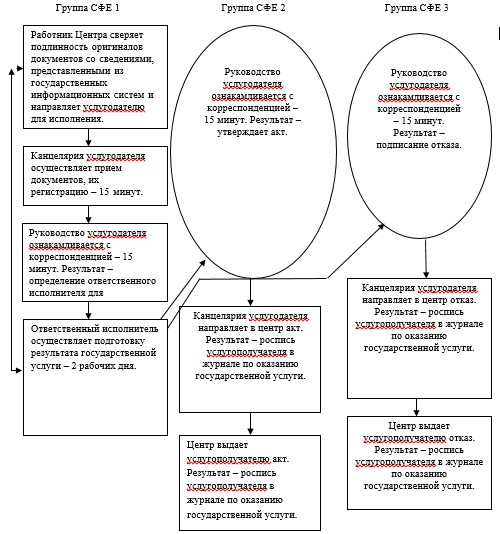 Группа СФЕ 1
Группа СФЕ 2
Группа СФЕ 3
Работник Центра сверяет
подлинность оригиналов
документов со сведениями,
представленными из
государственных
информационных систем и
направляет услугодателю
для исполнения.
Канцелярия услугодателя
осуществляет прием
документов, их
регистрацию – 15 минут.
Руководство услугодателя
ознакамливается с
корреспонденцией – 15
минут. Результат –
определение ответственного
исполнителя для
Ответственный исполнитель
осуществляет подготовку
результата государственной
услуги – 2 рабочих дня.
Руководство
услугодателя
ознакамливается с
корреспонденцией –
15 минут. Результат –
утверждает акт.
Канцелярия услугодателя
направляет в центр акт.
Результат – роспись
услугополучателя в
журнале по оказанию
государственной услуги.
Центр выдает
услугополучателю акт.
Результат – роспись
услугополучателя в
журнале по оказанию
государственной услуги.
Руководство
услугодателя
ознакамливается с
корреспонденцией
– 15 минут.
Результат –
подписание отказа.
Канцелярия услугодателя
направляет в центр отказ.
Результат – роспись
услугополучателя в журнале
по оказанию
государственной услуги.
Центр выдает
услугополучателю отказ.
Результат – роспись
услугополучателя в журнале
по оказанию
государственной услуги.